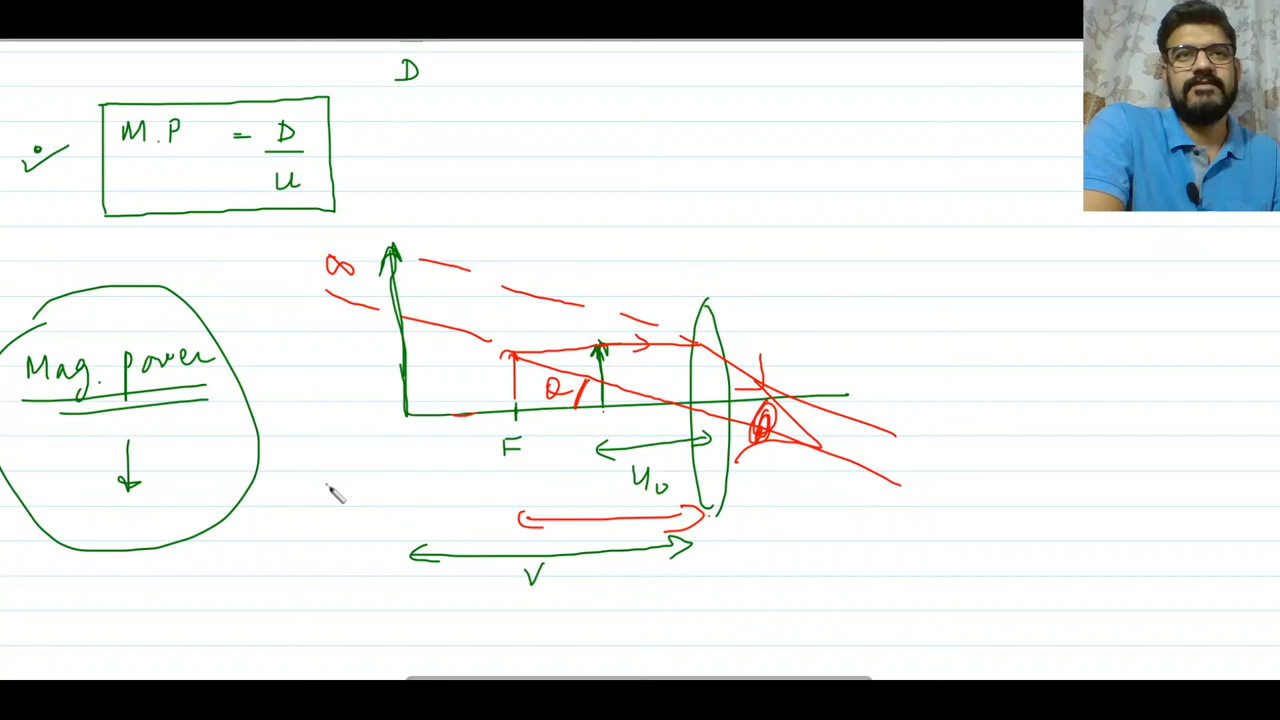 D
M.P = D
u
∞
Mag. power
θ
F
u₀
v